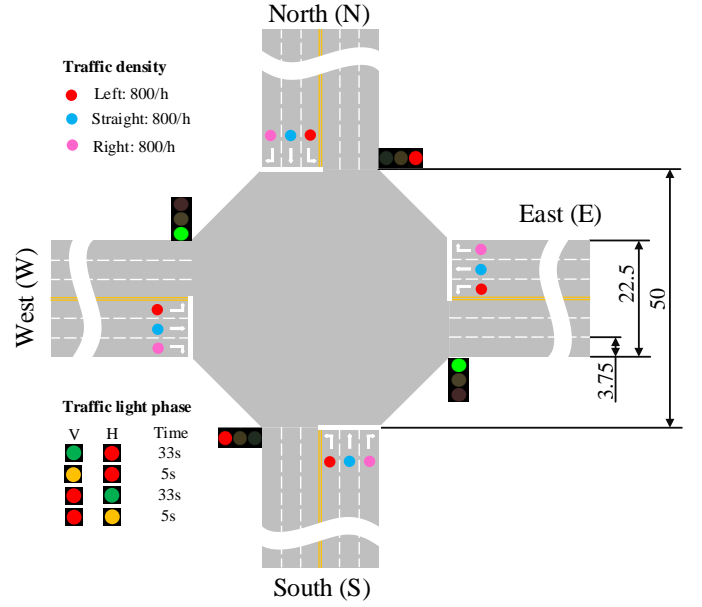 North (N)
Traffic density
Left: 800/h
Straight: 800/h
Right: 800/h
East (E)
West (W)
22.5
50
3.75
Traffic light phase
V H Time
33s
5s
33s
5s
South (S)